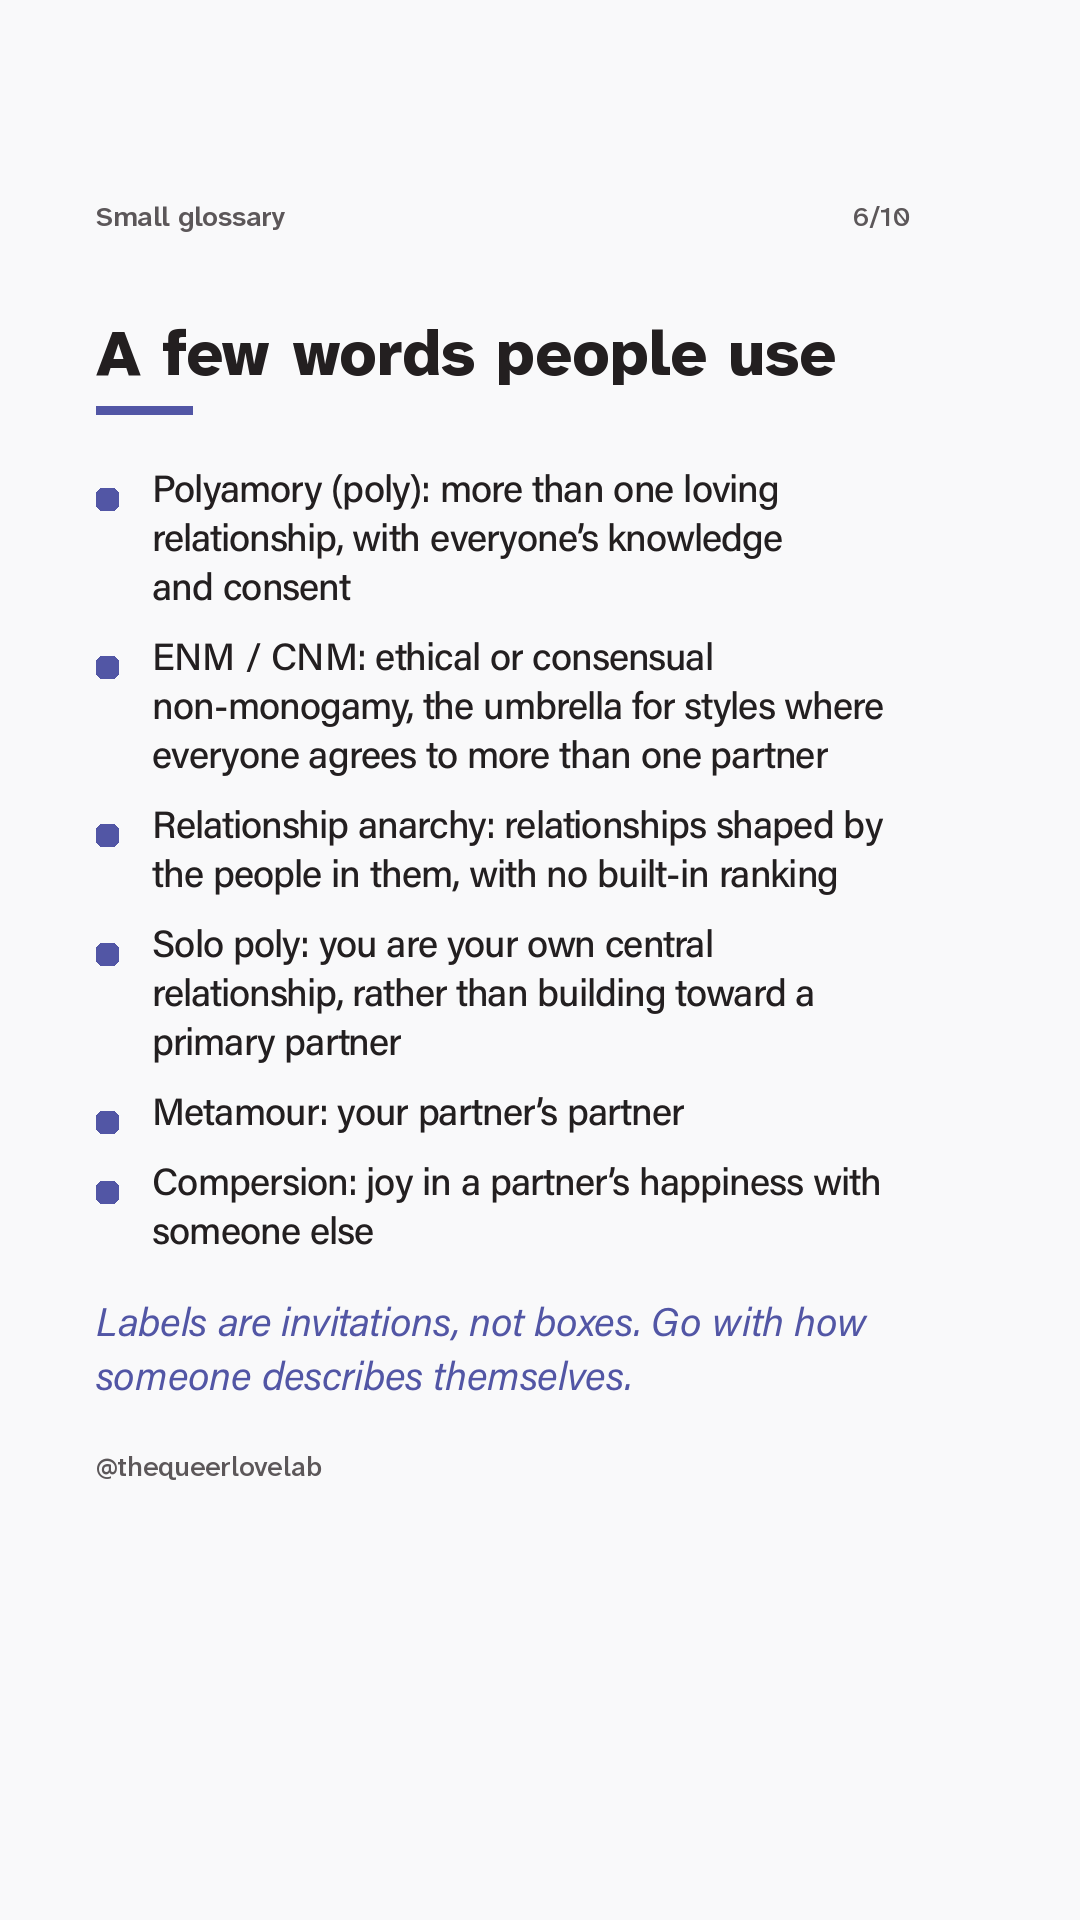 Small glossary
6/10
A few words people use
Polyamory (poly): more than one loving
relationship, with everyone’s knowledge
and consent
ENM / CNM: ethical or consensual
non-monogamy, the umbrella for styles where
everyone agrees to more than one partner
Relationship anarchy: relationships shaped by
the people in them, with no built-in ranking
Solo poly: you are your own central
relationship, rather than building toward a
primary partner
Metamour: your partner’s partner
Compersion: joy in a partner’s happiness with
someone else
Labels are invitations, not boxes. Go with how
someone describes themselves.
@thequeerlovelab